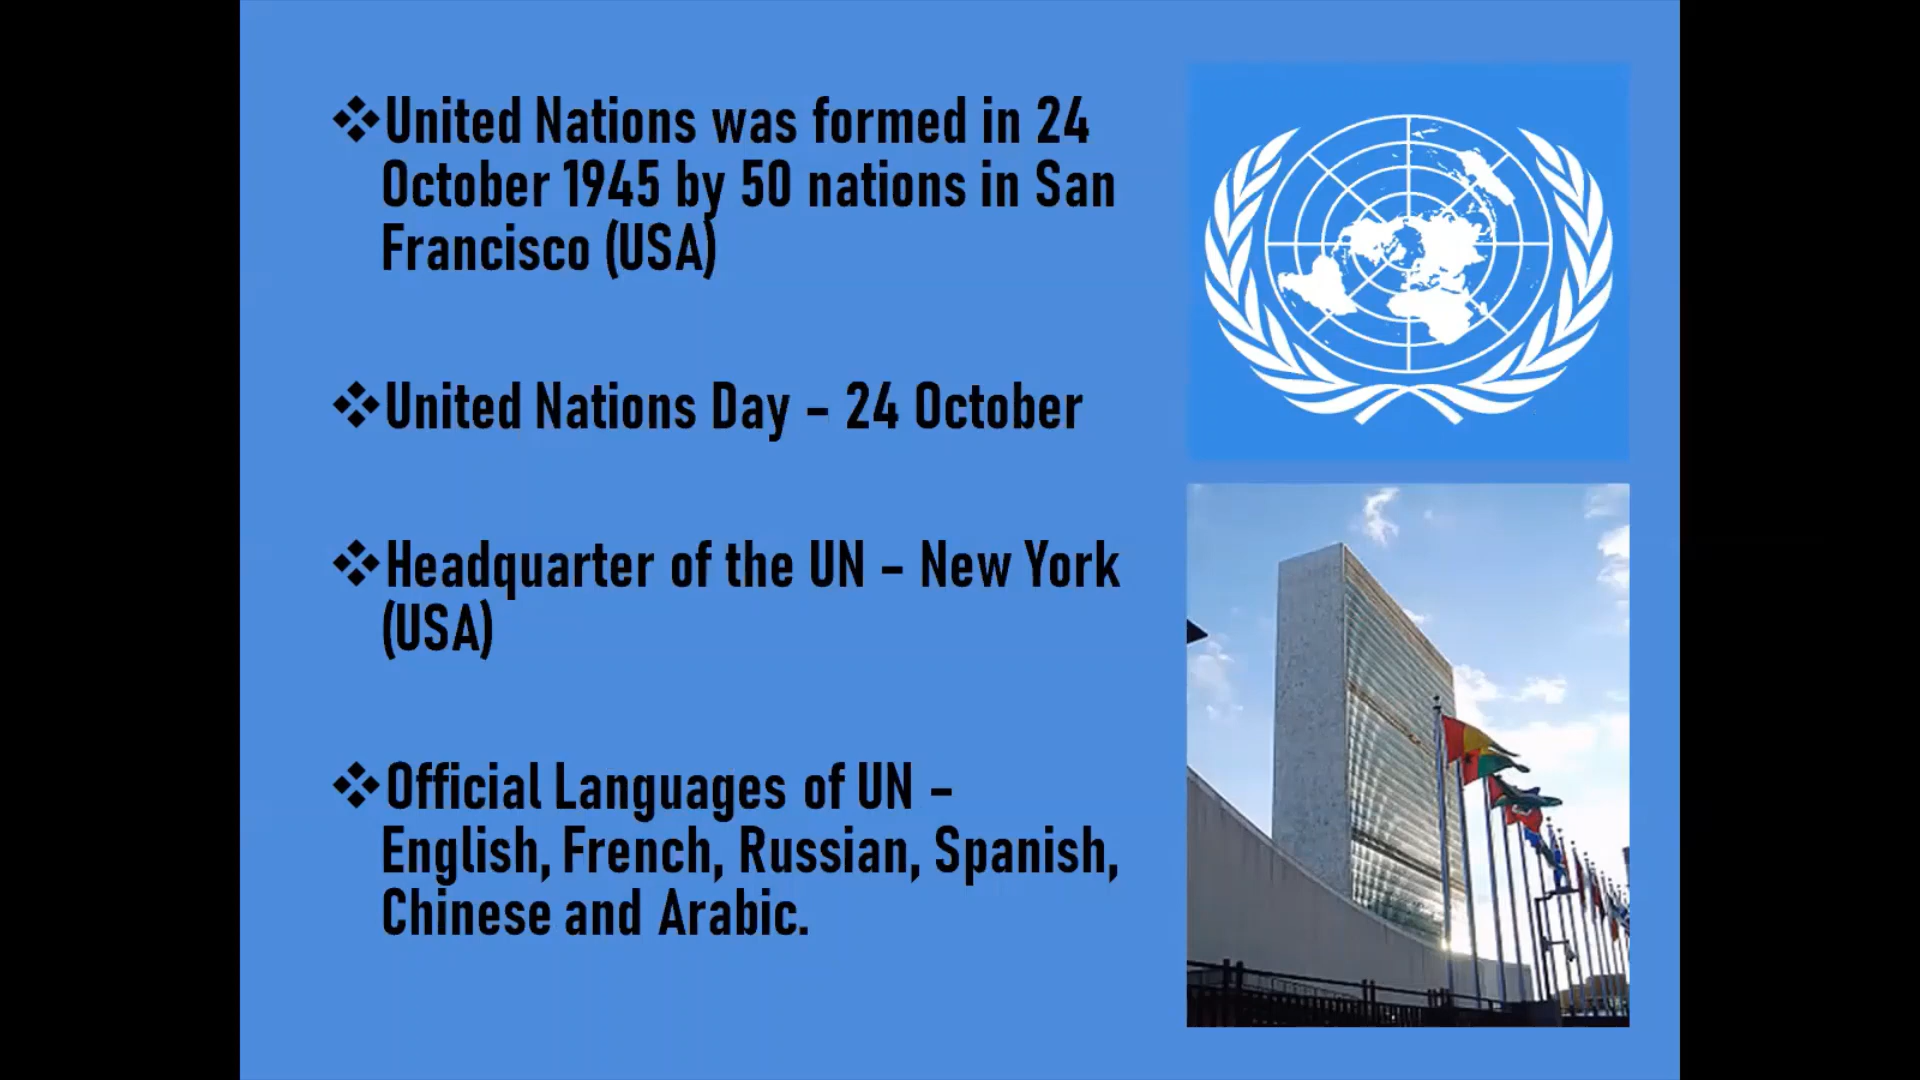 ❖United Nations was formed in 24
October 1945 by 50 nations in San
Francisco (USA)
❖United Nations Day – 24 October
❖Headquarter of the UN – New York
(USA)
❖Official Languages of UN –
English, French, Russian, Spanish,
Chinese and Arabic.